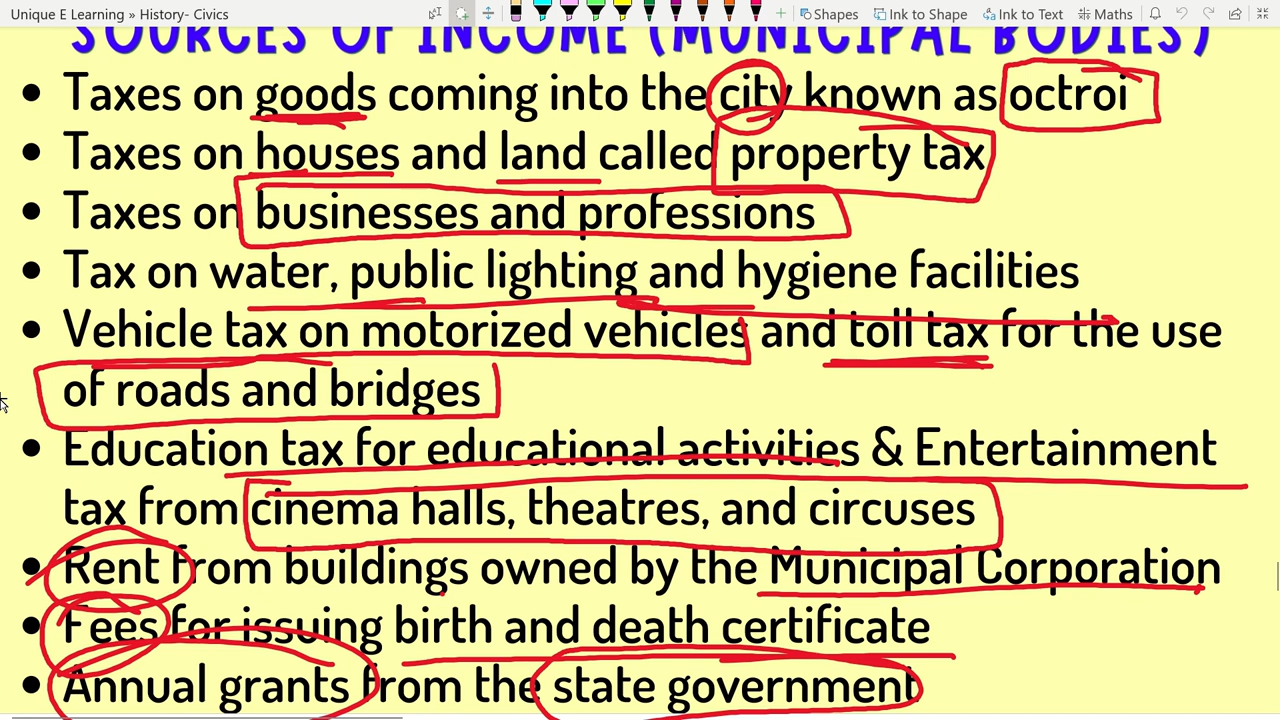 Unique E Learning » History- Civics
Shapes Ink to Shape Ink to Text Maths
SOURCES OF INCOME (MUNICIPAL BODIES)
• Taxes on goods coming into the city known as octroi
• Taxes on houses and land called property tax
• Taxes on businesses and professions
• Tax on water, public lighting and hygiene facilities
• Vehicle tax on motorized vehicles and toll tax for the use
of roads and bridges
• Education tax for educational activities & Entertainment
tax from cinema halls, theatres, and circuses
• Rent from buildings owned by the Municipal Corporation
• Fees for issuing birth and death certificate
• Annual grants from the state government